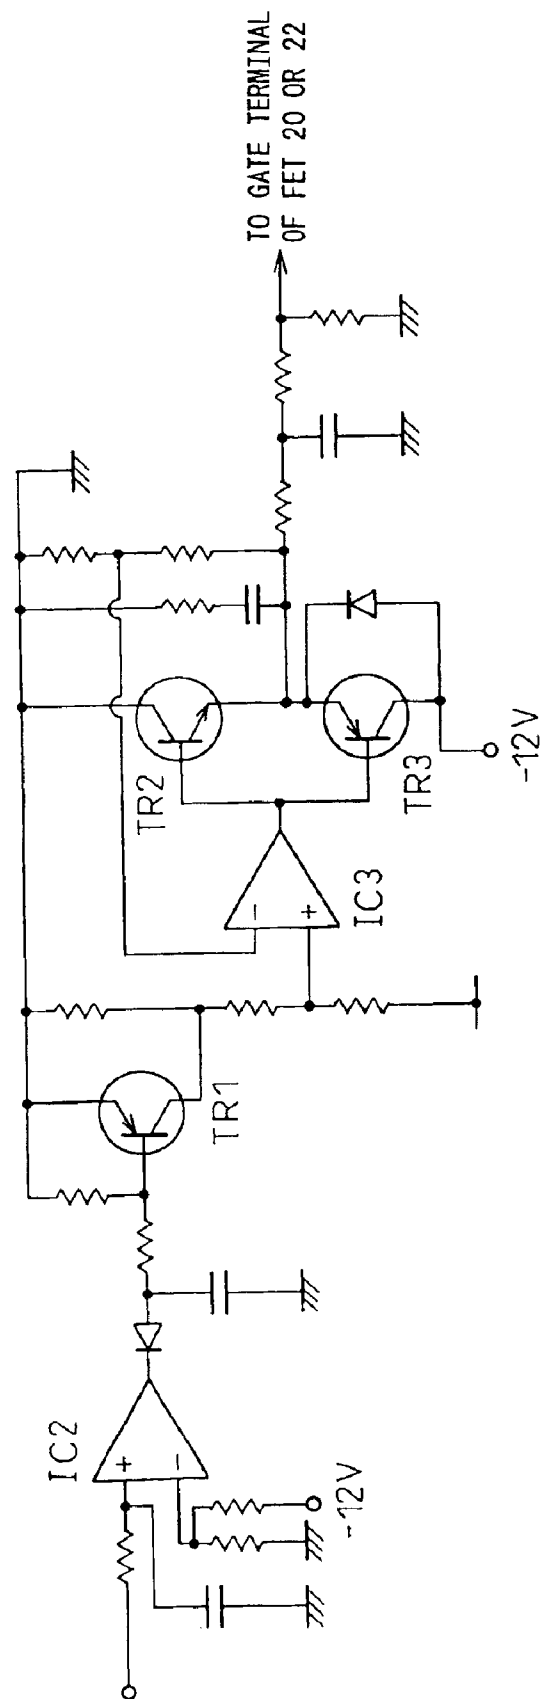 IC2
+
-
-12V
TR1
IC3
-
+
TR2
TR3
-12V
TO GATE TERMINAL
OF FET 20 OR 22